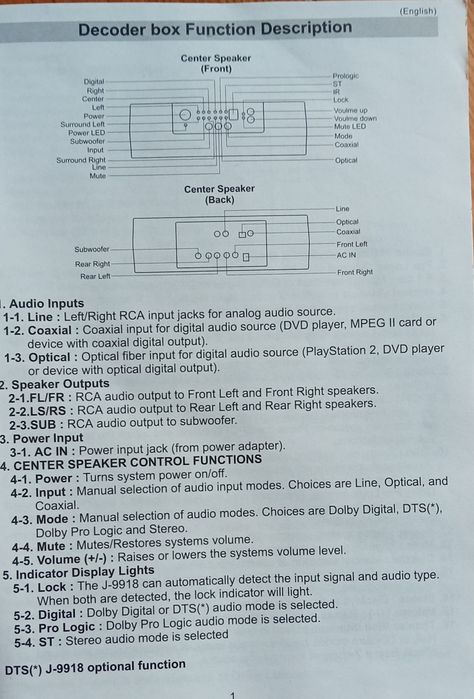 (English)
Decoder box Function Description
Center Speaker
(Front)
Digital
Right
Center
Left
Power
Surround Left
Power LED
Subwoofer
Input
Surround Right
Line
Mute
Prologic
ST
IR
Lock
Voulme up
Voulme down
Mute LED
Mode
Coaxial
Optical
Center Speaker
(Back)
Subwoofer
Rear Right
Rear Left
Line
Optical
Coaxial
Front Left
AC IN
Front Right
1. Audio Inputs
1-1. Line : Left/Right RCA input jacks for analog audio source.
1-2. Coaxial : Coaxial input for digital audio source (DVD player, MPEG II card or
device with coaxial digital output).
1-3. Optical : Optical fiber input for digital audio source (PlayStation 2, DVD player
or device with optical digital output).
2. Speaker Outputs
2-1.FL/FR : RCA audio output to Front Left and Front Right speakers.
2-2.LS/RS : RCA audio output to Rear Left and Rear Right speakers.
2-3.SUB : RCA audio output to subwoofer.
3. Power Input
3-1. AC IN : Power input jack (from power adapter).
4. CENTER SPEAKER CONTROL FUNCTIONS
4-1. Power : Turns system power on/off.
4-2. Input : Manual selection of audio input modes. Choices are Line, Optical, and
Coaxial.
4-3. Mode : Manual selection of audio modes. Choices are Dolby Digital, DTS(*),
Dolby Pro Logic and Stereo.
4-4. Mute : Mutes/Restores systems volume.
4-5. Volume (+/-) : Raises or lowers the systems volume level.
5. Indicator Display Lights
5-1. Lock : The J-9918 can automatically detect the input signal and audio type.
When both are detected, the lock indicator will light.
5-2. Digital : Dolby Digital or DTS(*) audio mode is selected.
5-3. Pro Logic : Dolby Pro Logic audio mode is selected.
5-4. ST : Stereo audio mode is selected
DTS(*) J-9918 optional function
1